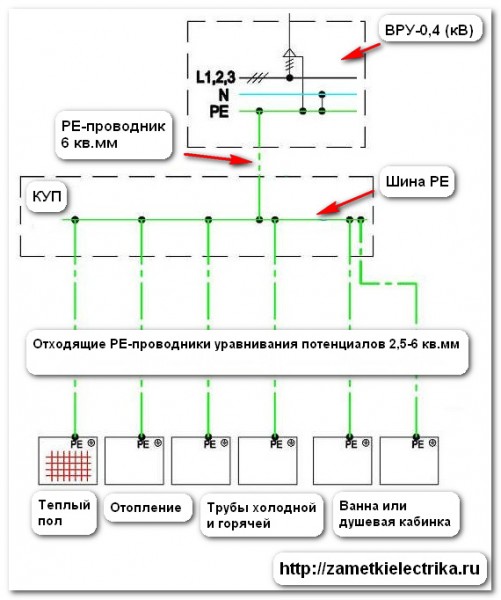 ВРУ-0,4 (кВ)
L1,2,3
N
PE
PE-проводник
6 кв.мм
КУП
Шина PE
Отходящие PE-проводники уравнивания потенциалов 2,5-6 кв.мм
PE PE PE PE PE PE
Теплый
пол
Отопление
Трубы холодной
и горячей
Ванна или
душевая кабинка
http://zametkielectrika.ru